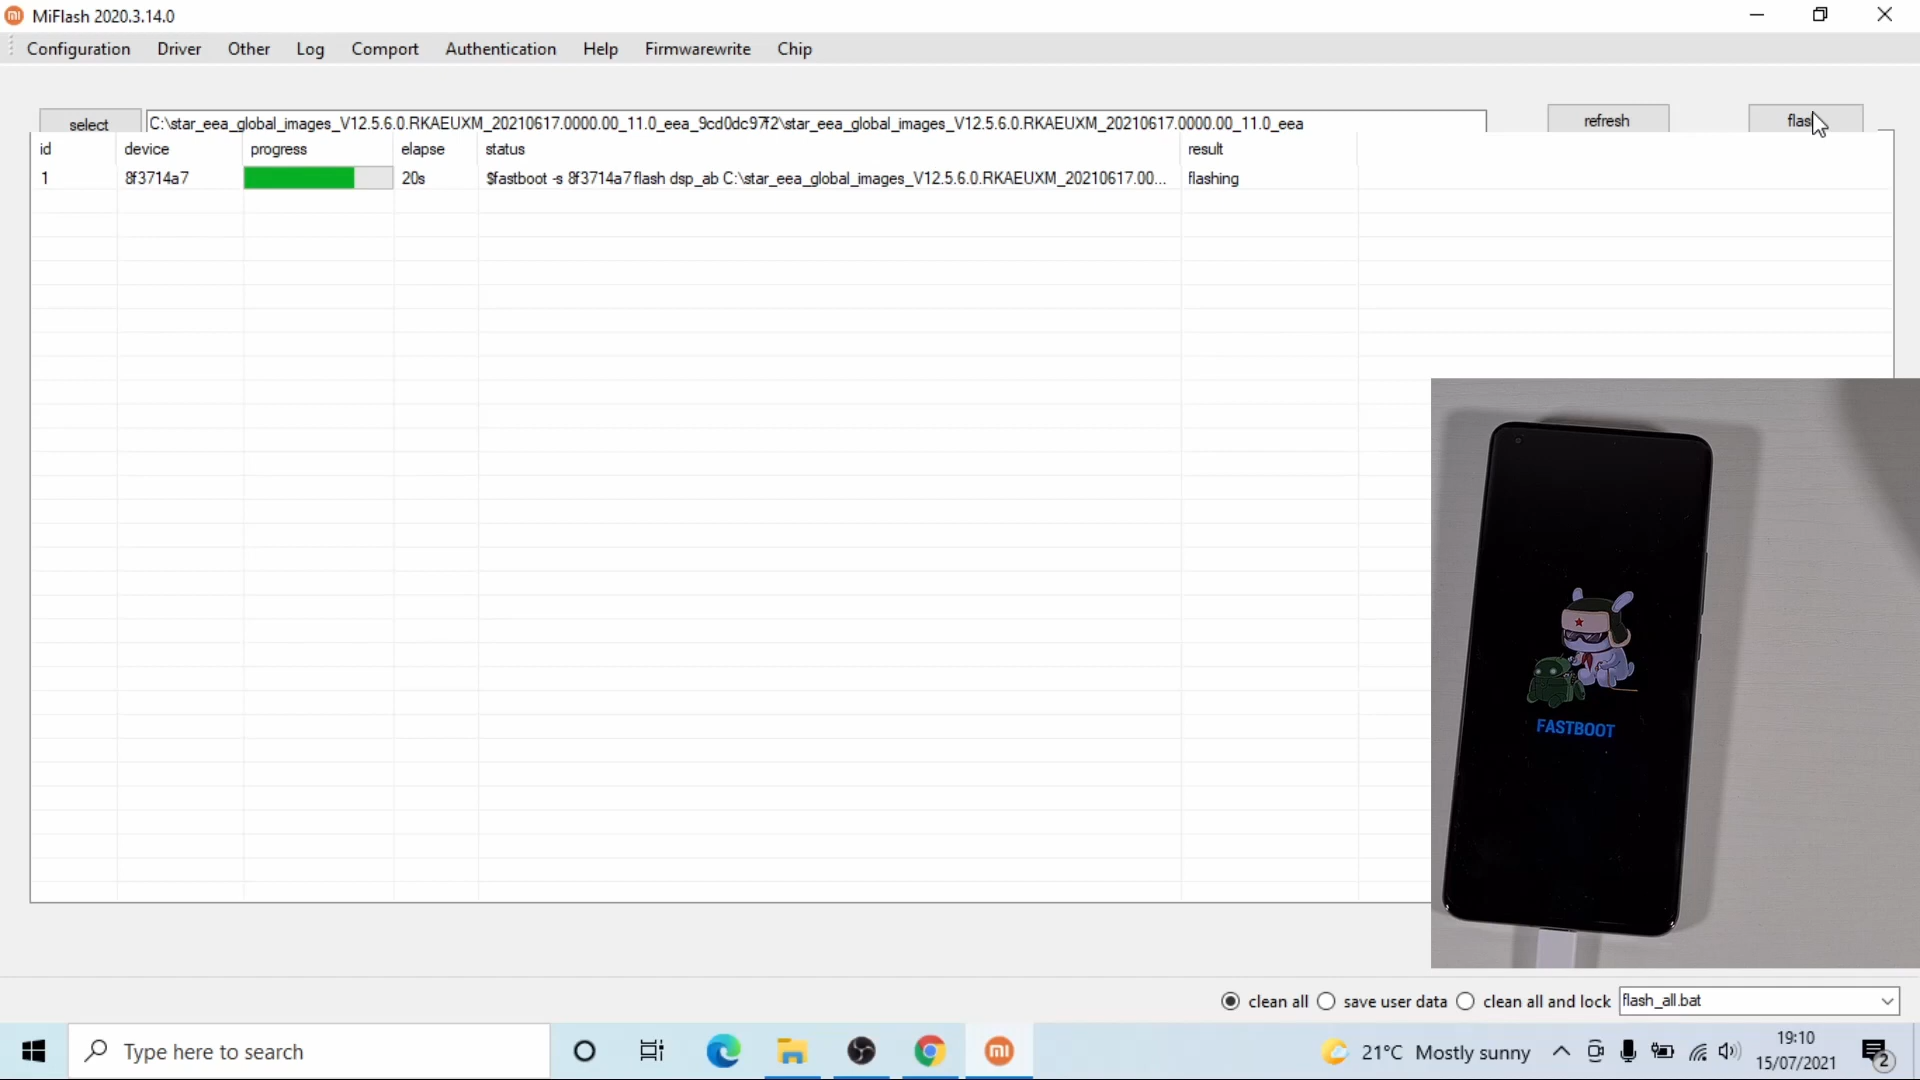 MiFlash 2020.3.14.0
Configuration Driver Other Log Comport Authentication Help Firmwarewrite Chip
select C:\star_eea_global_images_V12.5.6.0.RKAEUXM_20210617.0000.00_11.0_eea_9cd0dc97f2\star_eea_global_images_V12.5.6.0.RKAEUXM_20210617.0000.00_11.0_eea refresh
id device progress elapse status result
1 8f3714a7 20s $fastboot -s 8f3714a7 flash dsp_ab C:\star_eea_global_images_V12.5.6.0.RKAEUXM_20210617.00... flashing
FASTBOOT
clean all save user data clean all and lock flash_all.bat
Type here to search 21°C Mostly sunny 19:10
15/07/2021 2